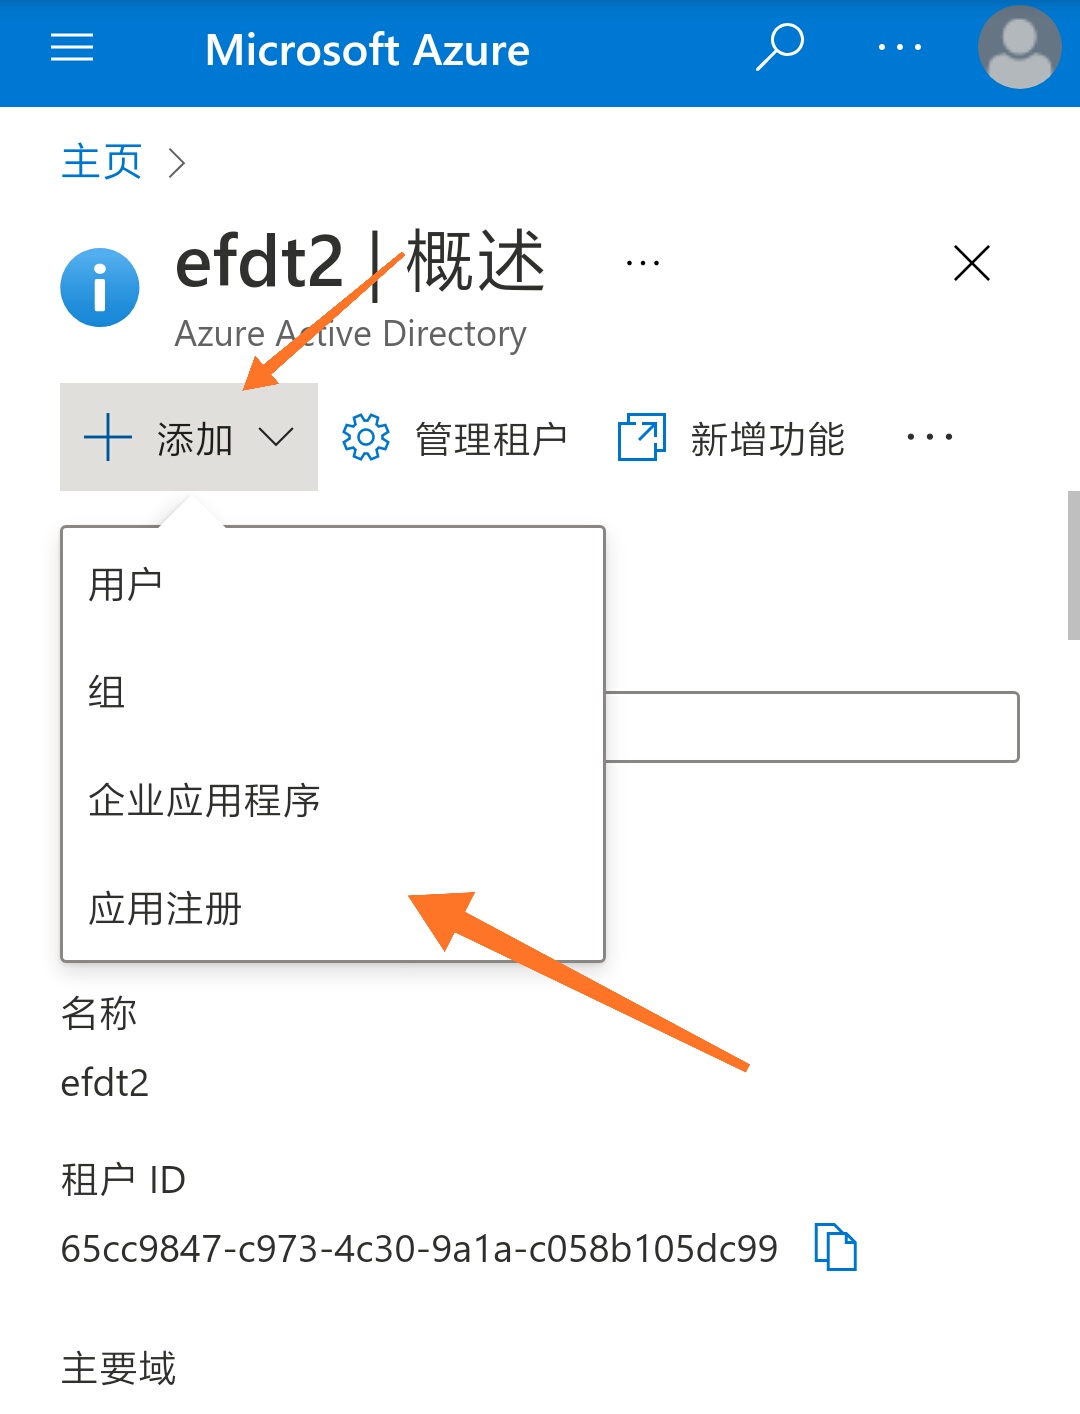 Microsoft Azure
主页
efdt2 | 概述
Azure Active Directory
添加 管理租户 新增功能
用户
组
企业应用程序
应用注册
名称
efdt2
租户 ID
65cc9847-c973-4c30-9a1a-c058b105dc99
主要域